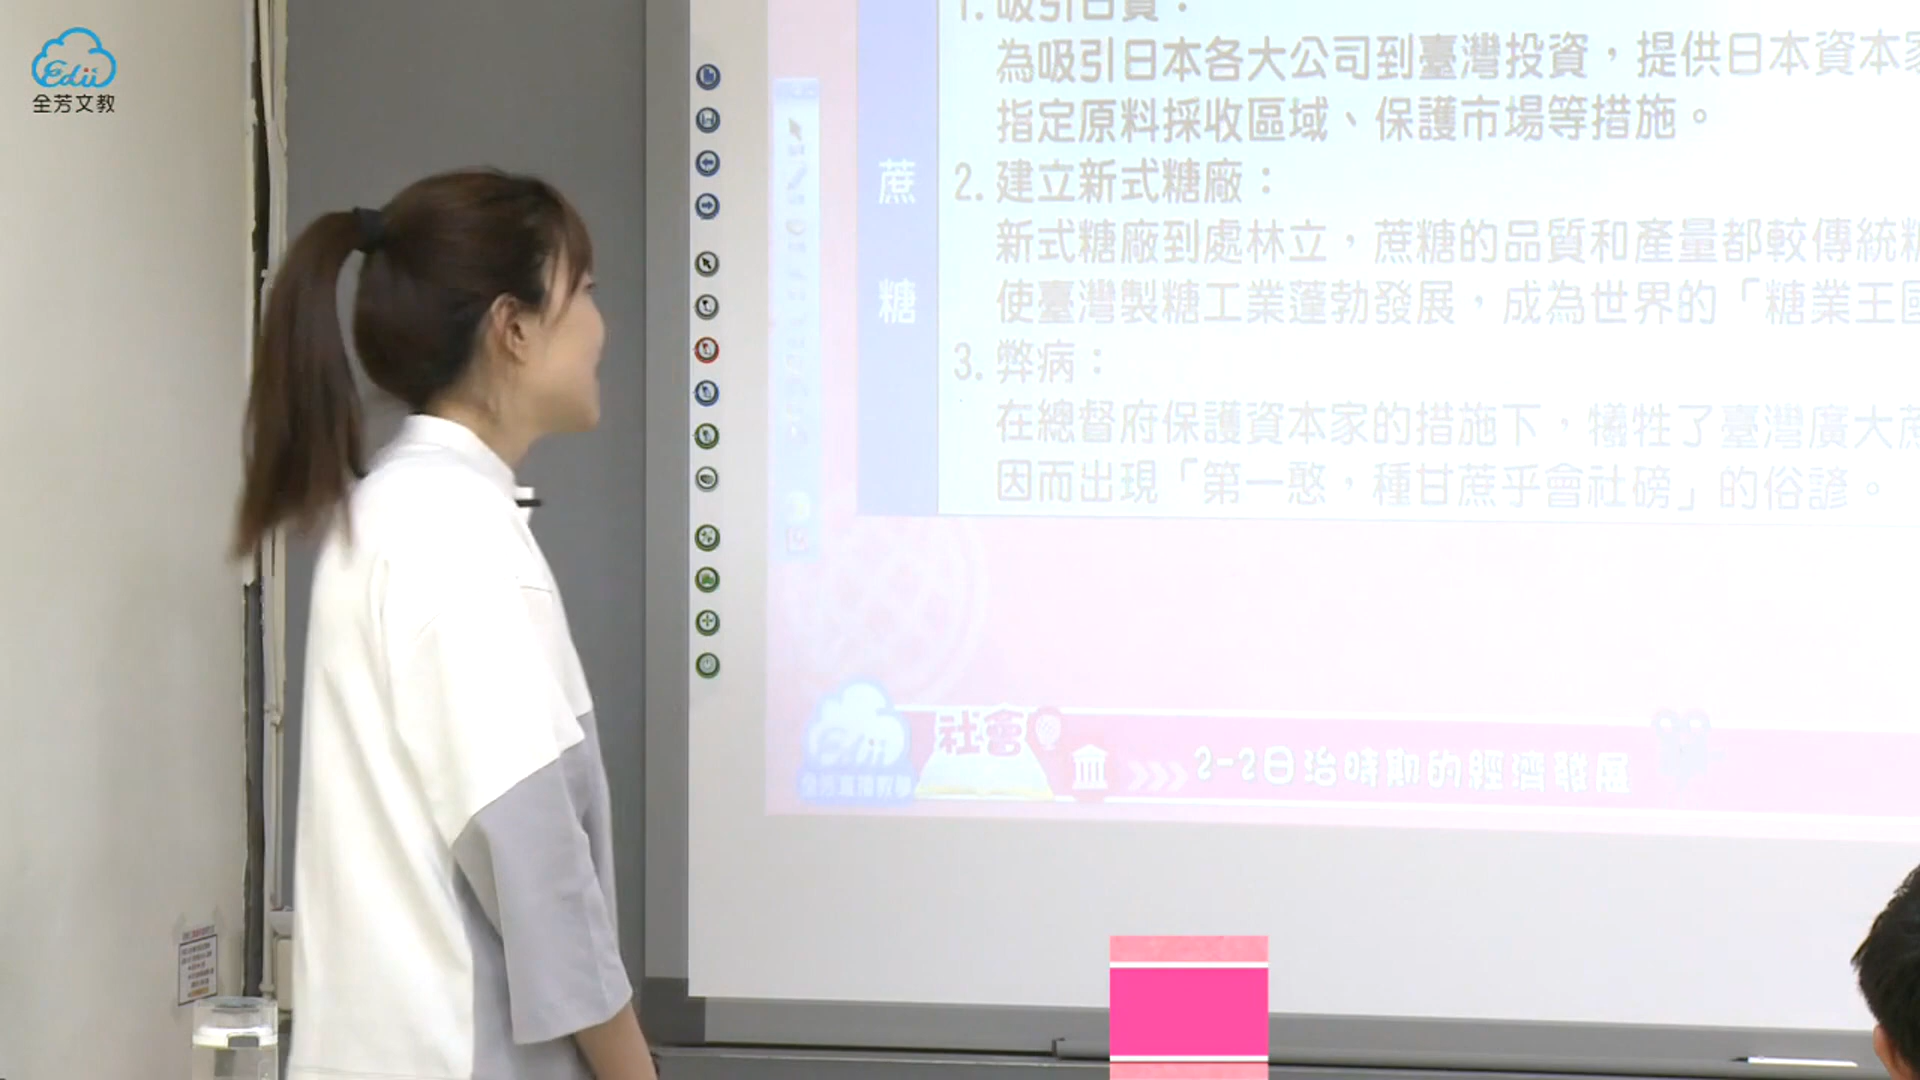 Edii
全芳文教
1. 吸引日資：
為吸引日本各大公司到臺灣投資，提供日本資本家
指定原料採收區域、保護市場等措施。
蔗糖
2. 建立新式糖廠：
新式糖廠到處林立，蔗糖的品質和產量都較傳統糖
使臺灣製糖工業蓬勃發展，成為世界的「糖業王國
3. 弊病：
在總督府保護資本家的措施下，犧牲了臺灣廣大蔗
因而出現「第一憨，種甘蔗乎會社磅」的俗諺。
Edii
社會
2-2日治時期的經濟發展